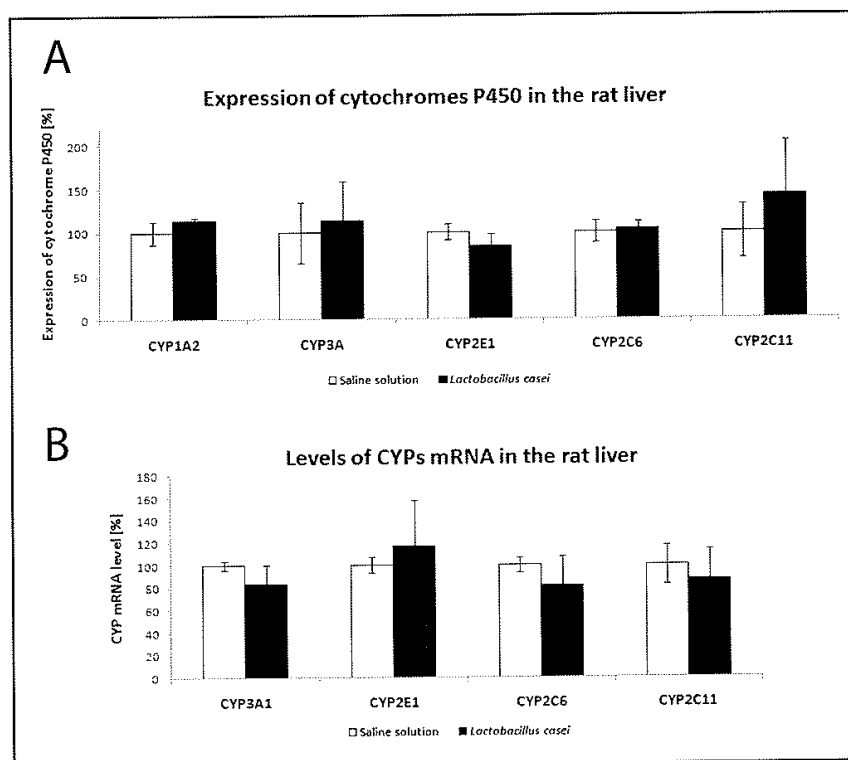 A
Expression of cytochromes P450 in the rat liver
Expression of cytochrome P450 [%]
200
150
100
50
0
CYP1A2 CYP3A CYP2E1 CYP2C6 CYP2C11
Saline solution Lactobacillus casei
B
Levels of CYPs mRNA in the rat liver
CYP mRNA level [%]
180
160
140
120
100
80
60
40
20
0
CYP3A1 CYP2E1 CYP2C6 CYP2C11
Saline solution Lactobacillus casei